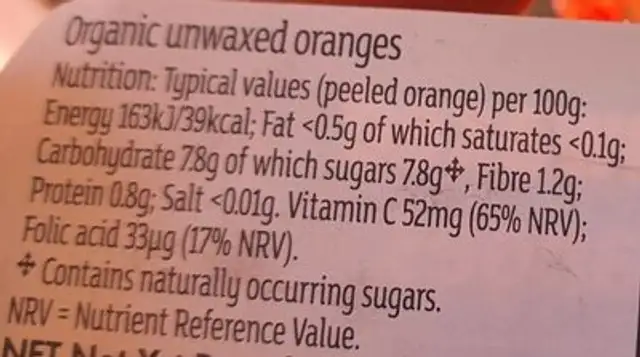 Organic unwaxed oranges
Nutrition: Typical values (peeled orange) per 100g:
Energy 163kJ/39kcal; Fat <0.5g of which saturates <0.1g;
Carbohydrate 7.8g of which sugars 7.8g✤, Fibre 1.2g;
Protein 0.8g; Salt <0.01g. Vitamin C 52mg (65% NRV);
Folic acid 33µg (17% NRV).
✤ Contains naturally occurring sugars.
NRV = Nutrient Reference Value.
NET